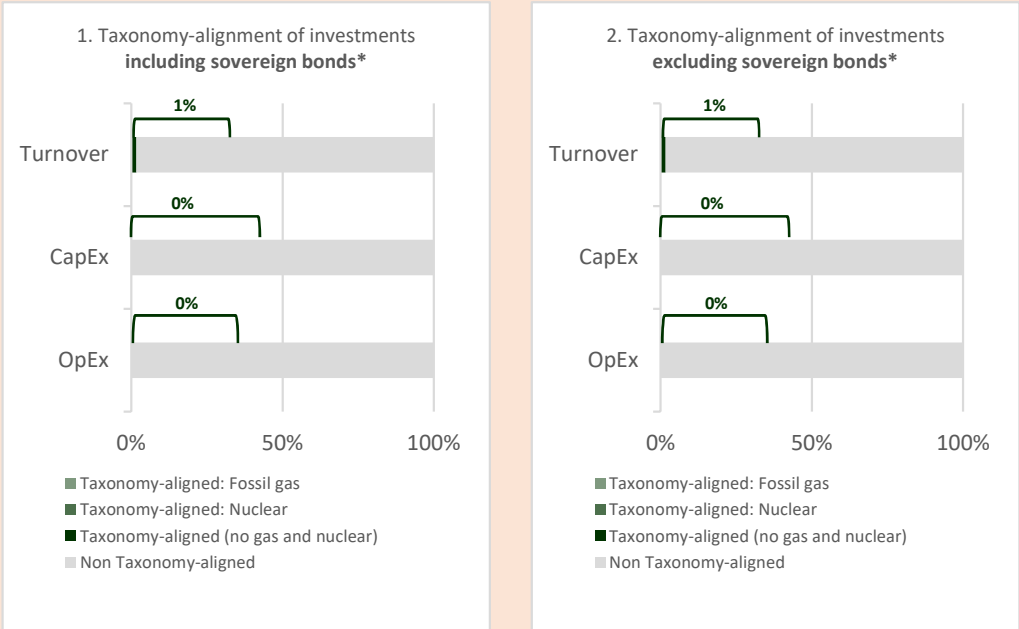 1. Taxonomy-alignment of investments
including sovereign bonds*
1%
Turnover
0%
CapEx
0%
OpEx
0%
50%
100%
Taxonomy-aligned: Fossil gas
Taxonomy-aligned: Nuclear
Taxonomy-aligned (no gas and nuclear)
Non Taxonomy-aligned
2. Taxonomy-alignment of investments
excluding sovereign bonds*
1%
Turnover
0%
CapEx
0%
OpEx
0%
50%
100%
Taxonomy-aligned: Fossil gas
Taxonomy-aligned: Nuclear
Taxonomy-aligned (no gas and nuclear)
Non Taxonomy-aligned